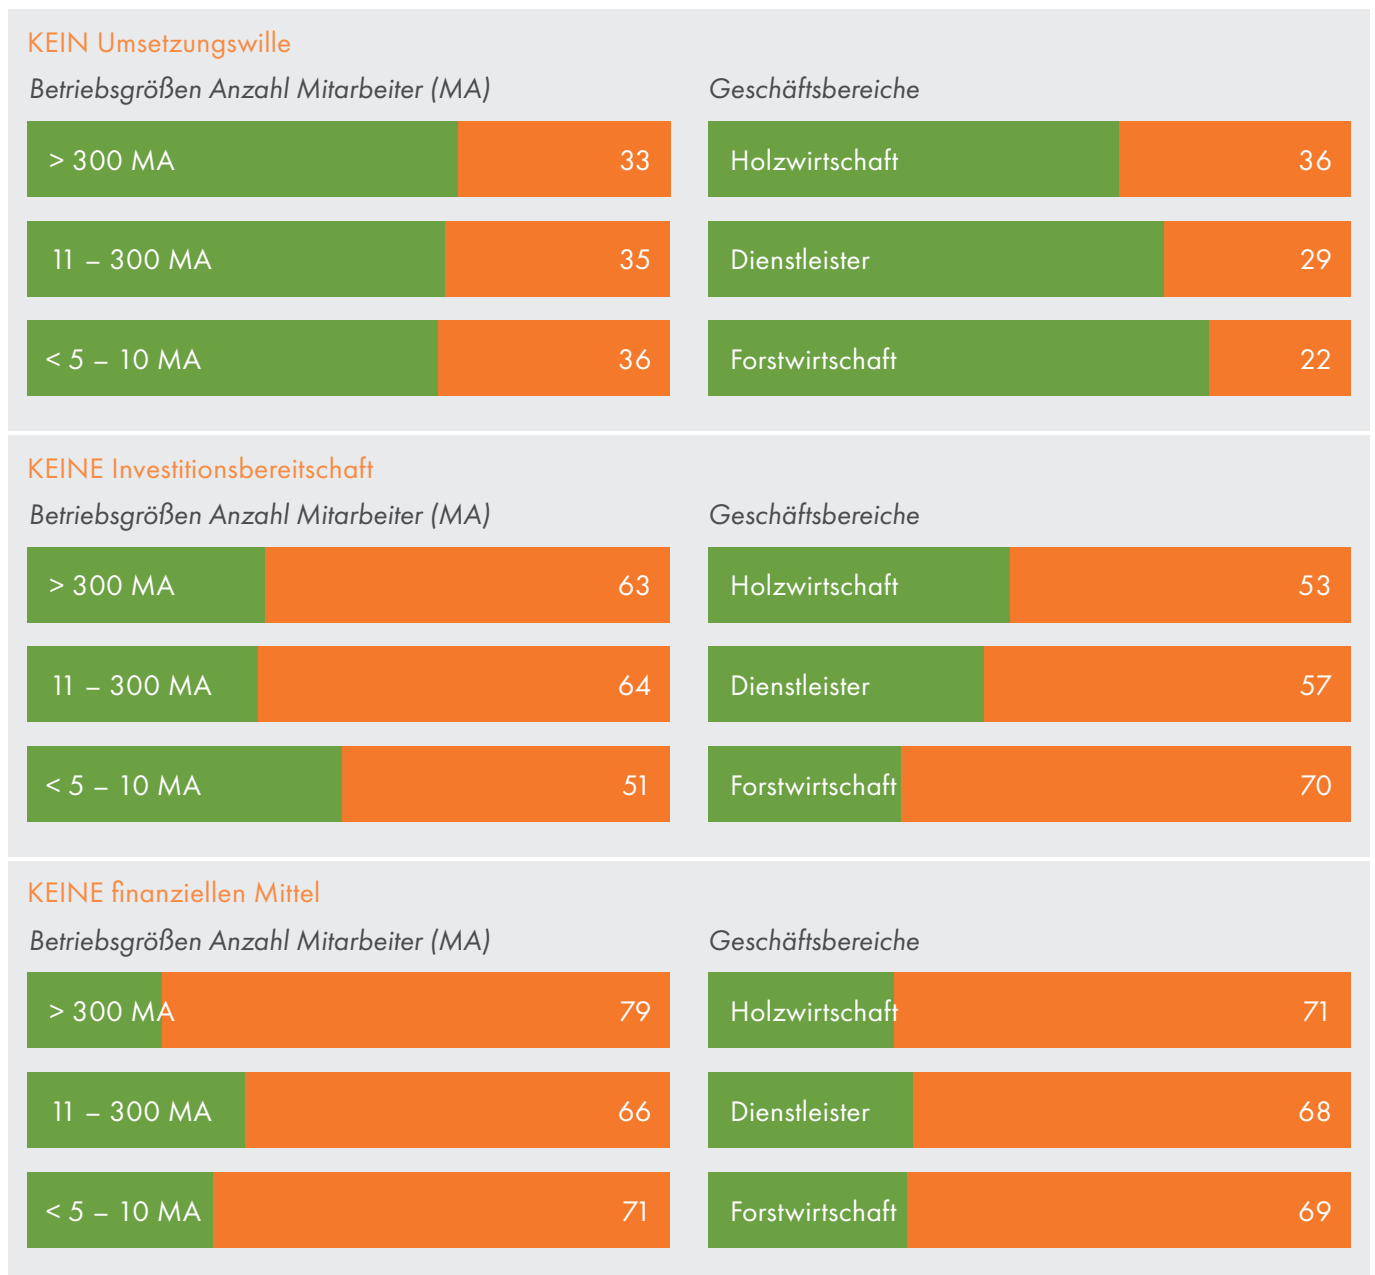 KEIN Umsetzungswille
Betriebsgrößen Anzahl Mitarbeiter (MA)
> 300 MA 33
11 – 300 MA 35
< 5 – 10 MA 36
Geschäftsbereiche
Holzwirtschaft 36
Dienstleister 29
Forstwirtschaft 22
KEINE Investitionsbereitschaft
Betriebsgrößen Anzahl Mitarbeiter (MA)
> 300 MA 63
11 – 300 MA 64
< 5 – 10 MA 51
Geschäftsbereiche
Holzwirtschaft 53
Dienstleister 57
Forstwirtschaft 70
KEINE finanziellen Mittel
Betriebsgrößen Anzahl Mitarbeiter (MA)
> 300 MA 79
11 – 300 MA 66
< 5 – 10 MA 71
Geschäftsbereiche
Holzwirtschaft 71
Dienstleister 68
Forstwirtschaft 69